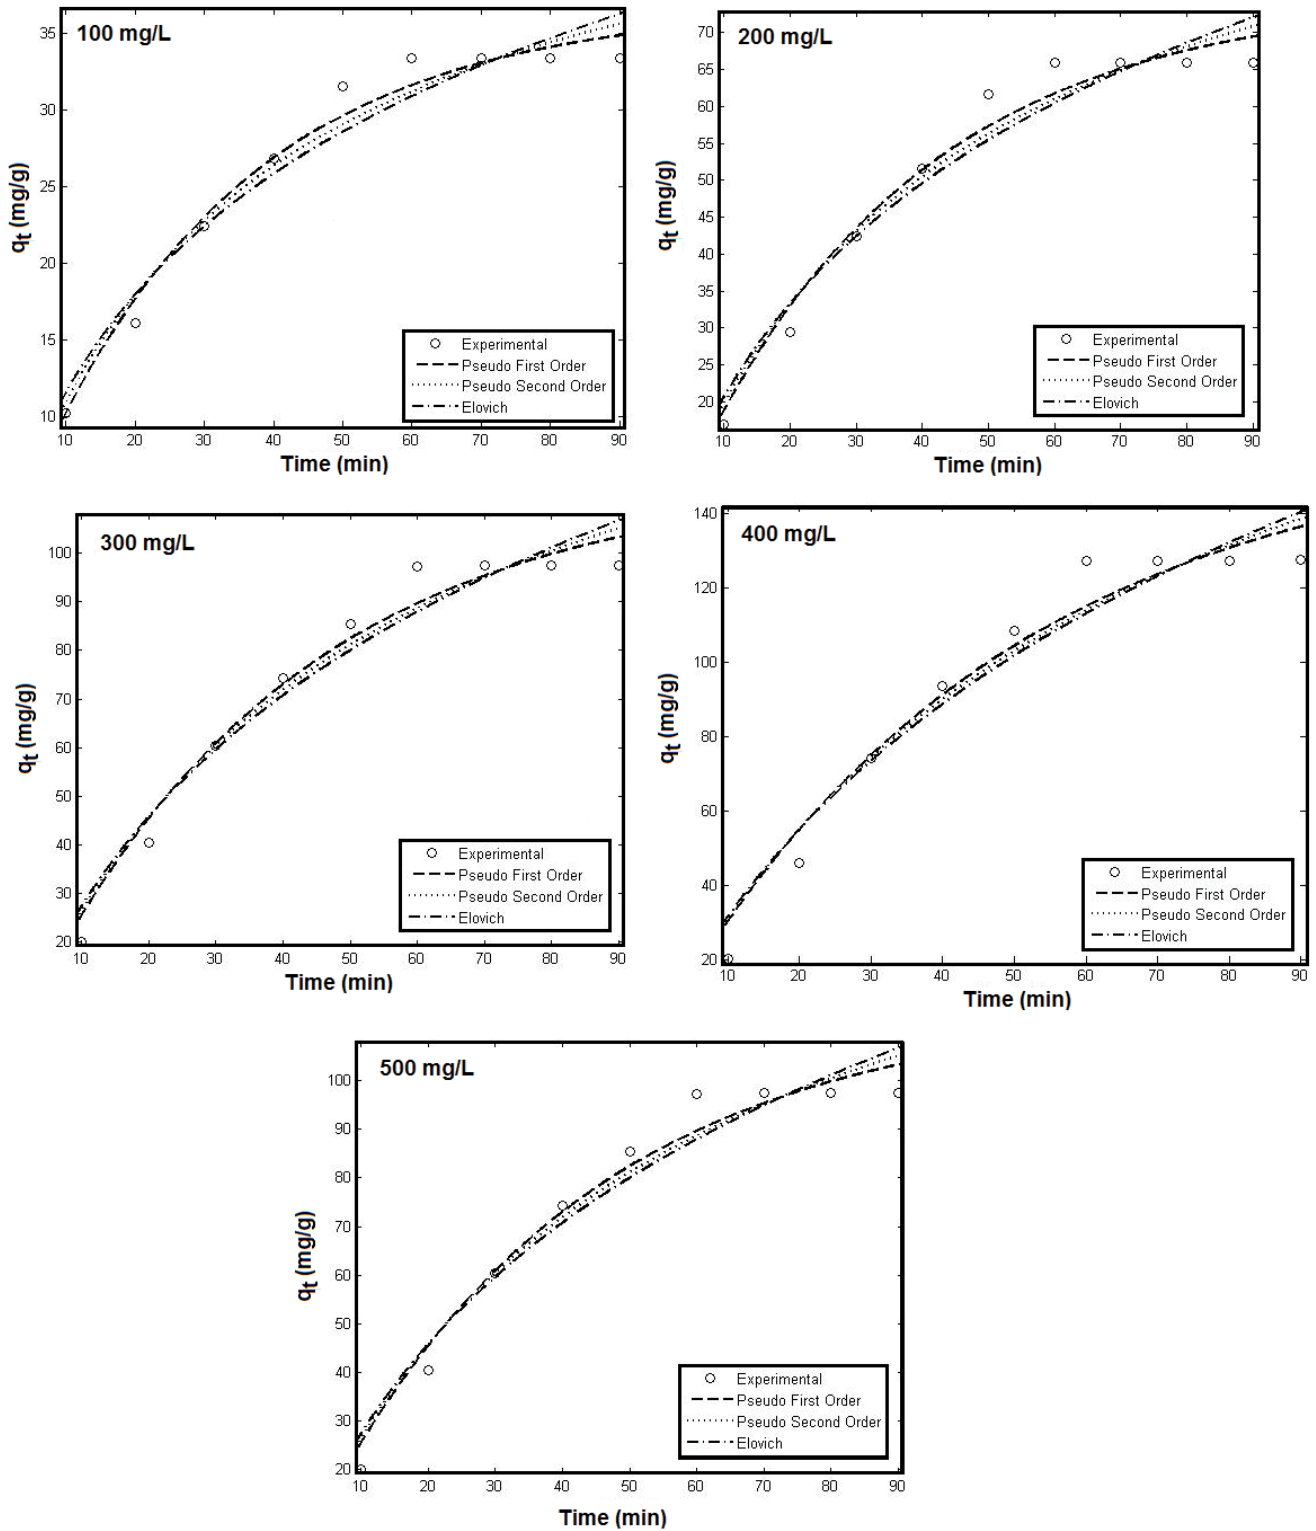 100 mg/L
35
30
25
20
15
10
qt (mg/g)
Experimental
Pseudo First Order
Pseudo Second Order
Elovich
10 20 30 40 50 60 70 80 90
Time (min)
200 mg/L
70
65
60
55
50
45
40
35
30
25
20
qt (mg/g)
Experimental
Pseudo First Order
Pseudo Second Order
Elovich
10 20 30 40 50 60 70 80 90
Time (min)
300 mg/L
100
90
80
70
60
50
40
30
20
qt (mg/g)
Experimental
Pseudo First Order
Pseudo Second Order
Elovich
10 20 30 40 50 60 70 80 90
Time (min)
400 mg/L
140
120
100
80
60
40
20
qt (mg/g)
Experimental
Pseudo First Order
Pseudo Second Order
Elovich
10 20 30 40 50 60 70 80 90
Time (min)
500 mg/L
100
90
80
70
60
50
40
30
20
qt (mg/g)
Experimental
Pseudo First Order
Pseudo Second Order
Elovich
10 20 30 40 50 60 70 80 90
Time (min)